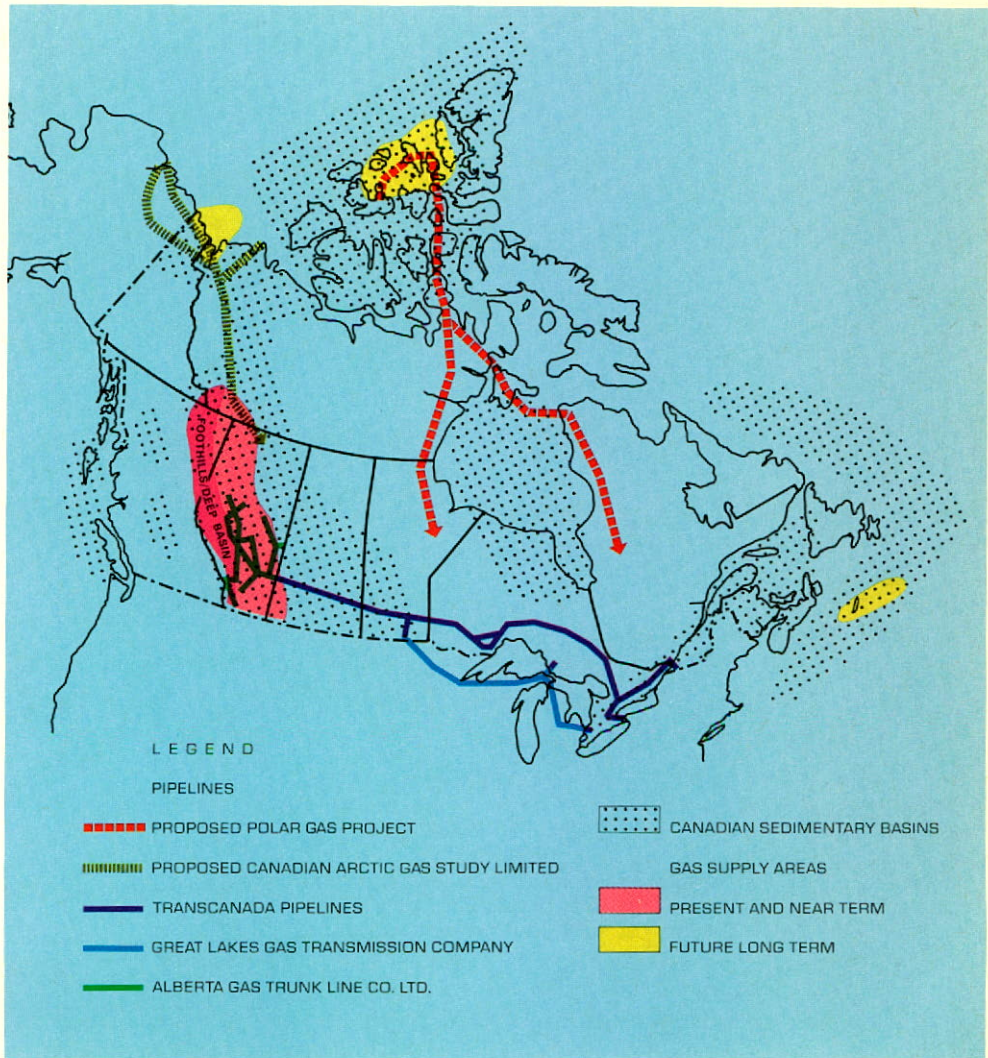 FOOTHILLS/DEEP BASIN
LEGEND
PIPELINES
PROPOSED POLAR GAS PROJECT
PROPOSED CANADIAN ARCTIC GAS STUDY LIMITED
TRANSCANADA PIPELINES
GREAT LAKES GAS TRANSMISSION COMPANY
ALBERTA GAS TRUNK LINE CO. LTD.
CANADIAN SEDIMENTARY BASINS
GAS SUPPLY AREAS
PRESENT AND NEAR TERM
FUTURE LONG TERM